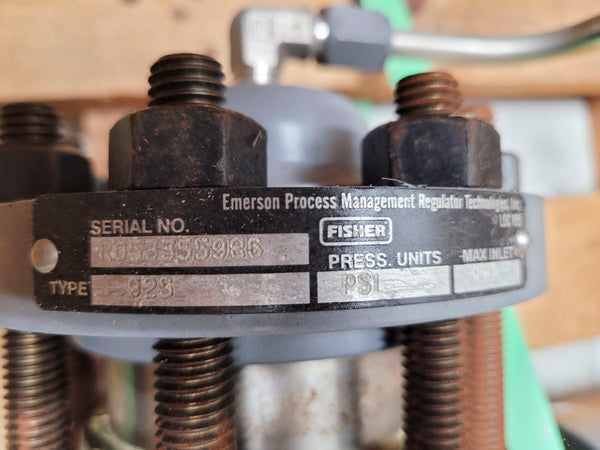 Emerson Process Management Regulator Technologies, Inc.
SERIAL NO.
FISHER
PRESS. UNITS
MAX INLET
TYPE 92S PSI